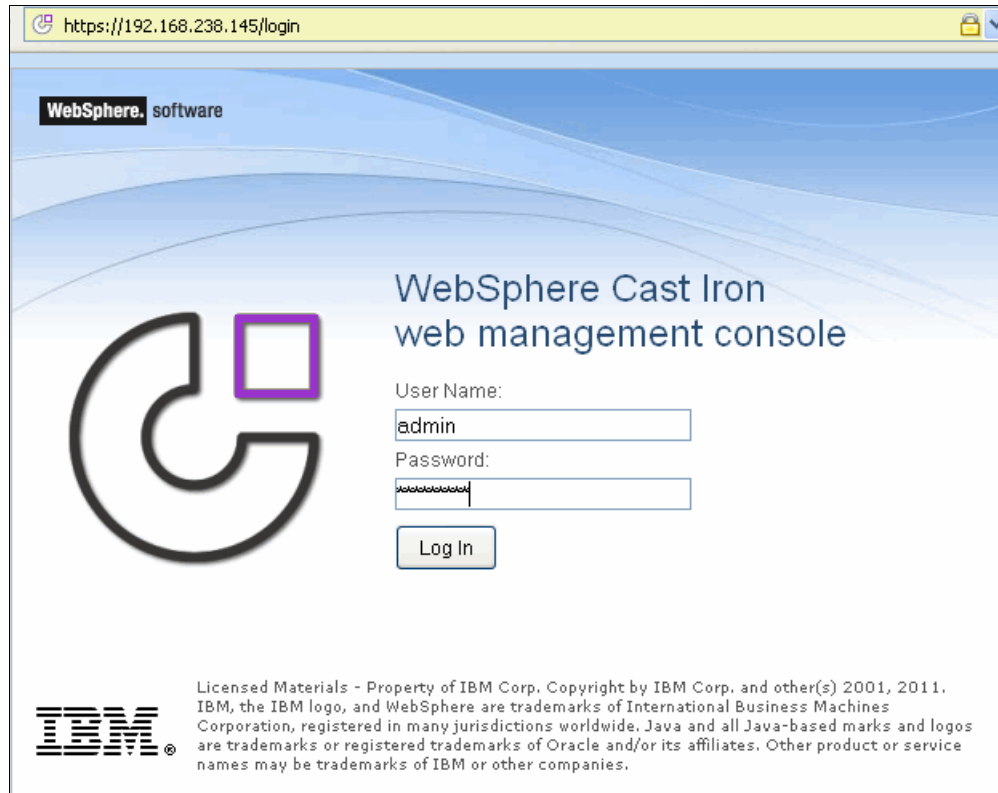 https://192.168.238.145/login
WebSphere. software
WebSphere Cast Iron
web management console
User Name:
admin
Password:
**********
Log In
IBM®
Licensed Materials - Property of IBM Corp. Copyright by IBM Corp. and other(s) 2001, 2011.
IBM, the IBM logo, and WebSphere are trademarks of International Business Machines
Corporation, registered in many jurisdictions worldwide. Java and all Java-based marks and logos
are trademarks or registered trademarks of Oracle and/or its affiliates. Other product or service
names may be trademarks of IBM or other companies.